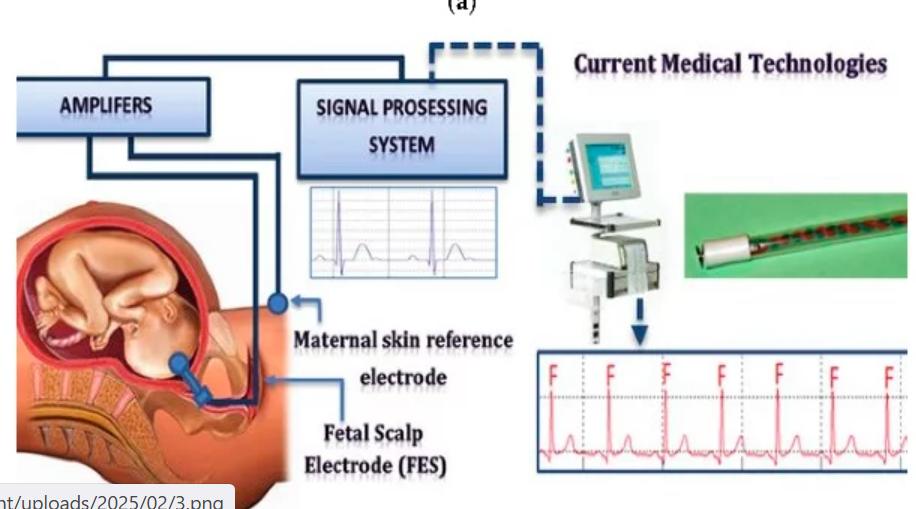 (a)
Current Medical Technologies
AMPLIFERS
SIGNAL PROSESSING
SYSTEM
Maternal skin reference
electrode
Fetal Scalp
Electrode (FES)
F F F F F F F
nt/uploads/2025/02/3.png